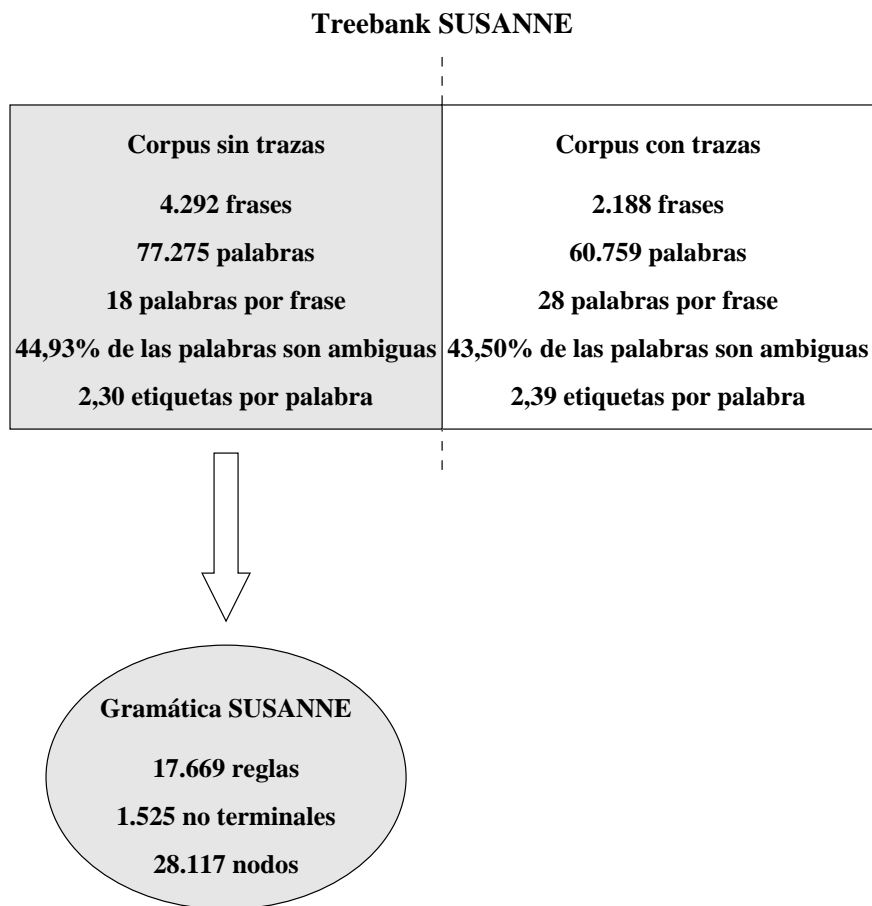 Treebank SUSANNE
Corpus sin trazas
4.292 frases
77.275 palabras
18 palabras por frase
44,93% de las palabras son ambiguas
2,30 etiquetas por palabra
Corpus con trazas
2.188 frases
60.759 palabras
28 palabras por frase
43,50% de las palabras son ambiguas
2,39 etiquetas por palabra
Gramática SUSANNE
17.669 reglas
1.525 no terminales
28.117 nodos